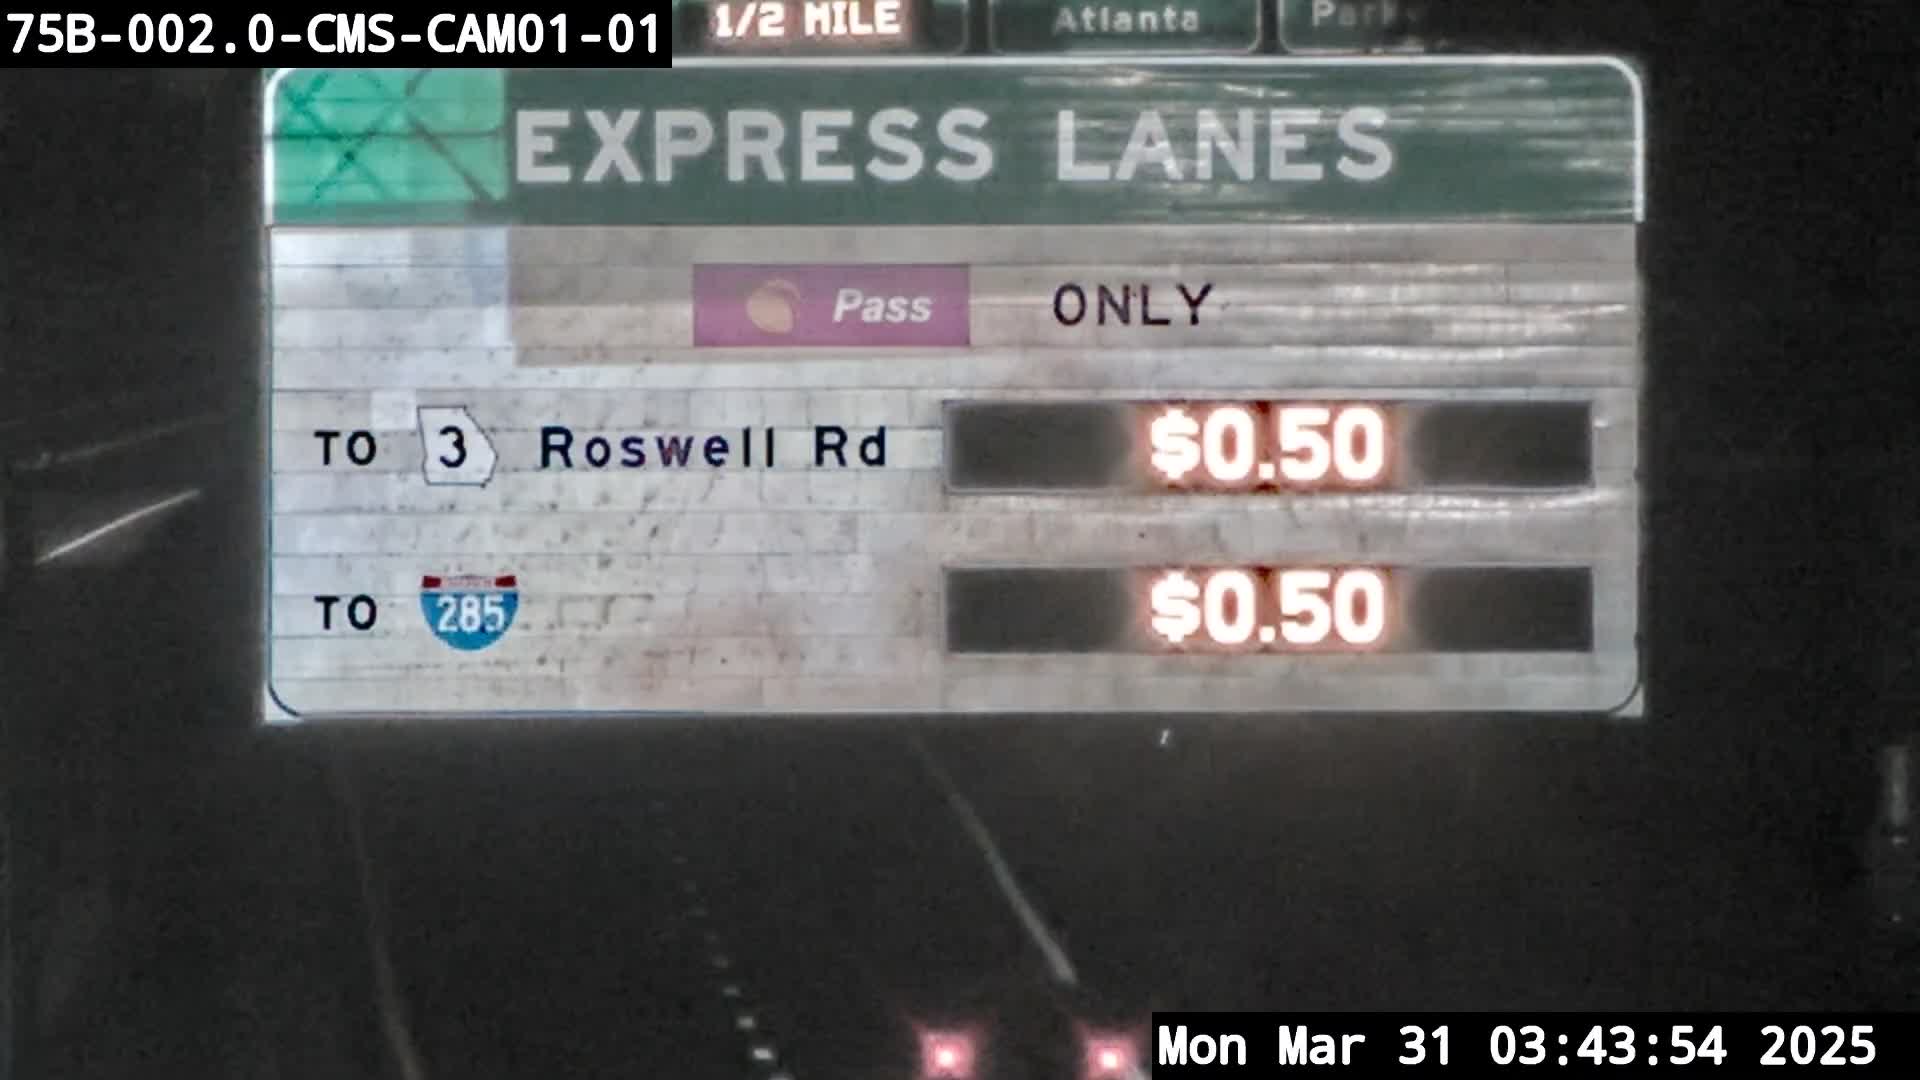 75B-002.0-CMS-CAM01-01
1/2 MILE
Atlanta
EXPRESS LANES
Pass ONLY
TO 3 Roswell Rd $0.50
TO 285 $0.50
Mon Mar 31 03:43:54 2025